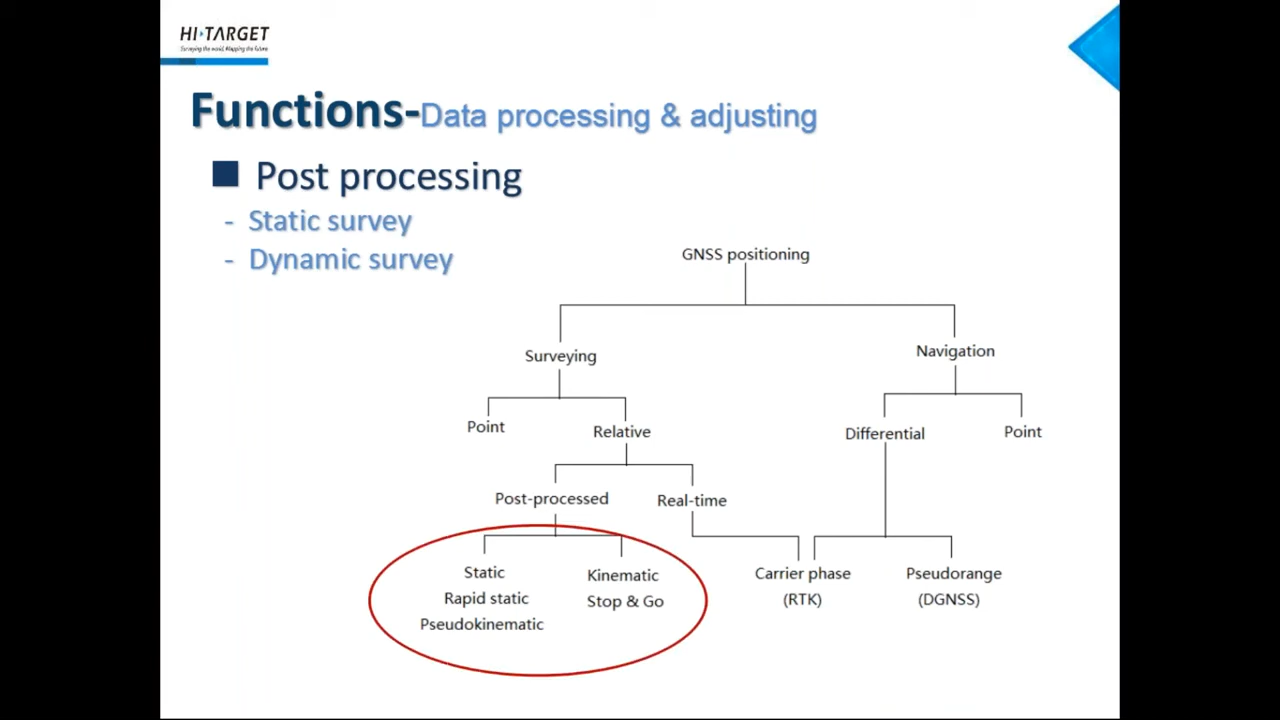 HI·TARGET
Surveying the world, Mapping the future
Functions-Data processing & adjusting
Post processing
- Static survey
- Dynamic survey
GNSS positioning
Surveying
Navigation
Point
Relative
Differential
Point
Post-processed
Real-time
Static
Rapid static
Pseudokinematic
Kinematic
Stop & Go
Carrier phase
(RTK)
Pseudorange
(DGNSS)